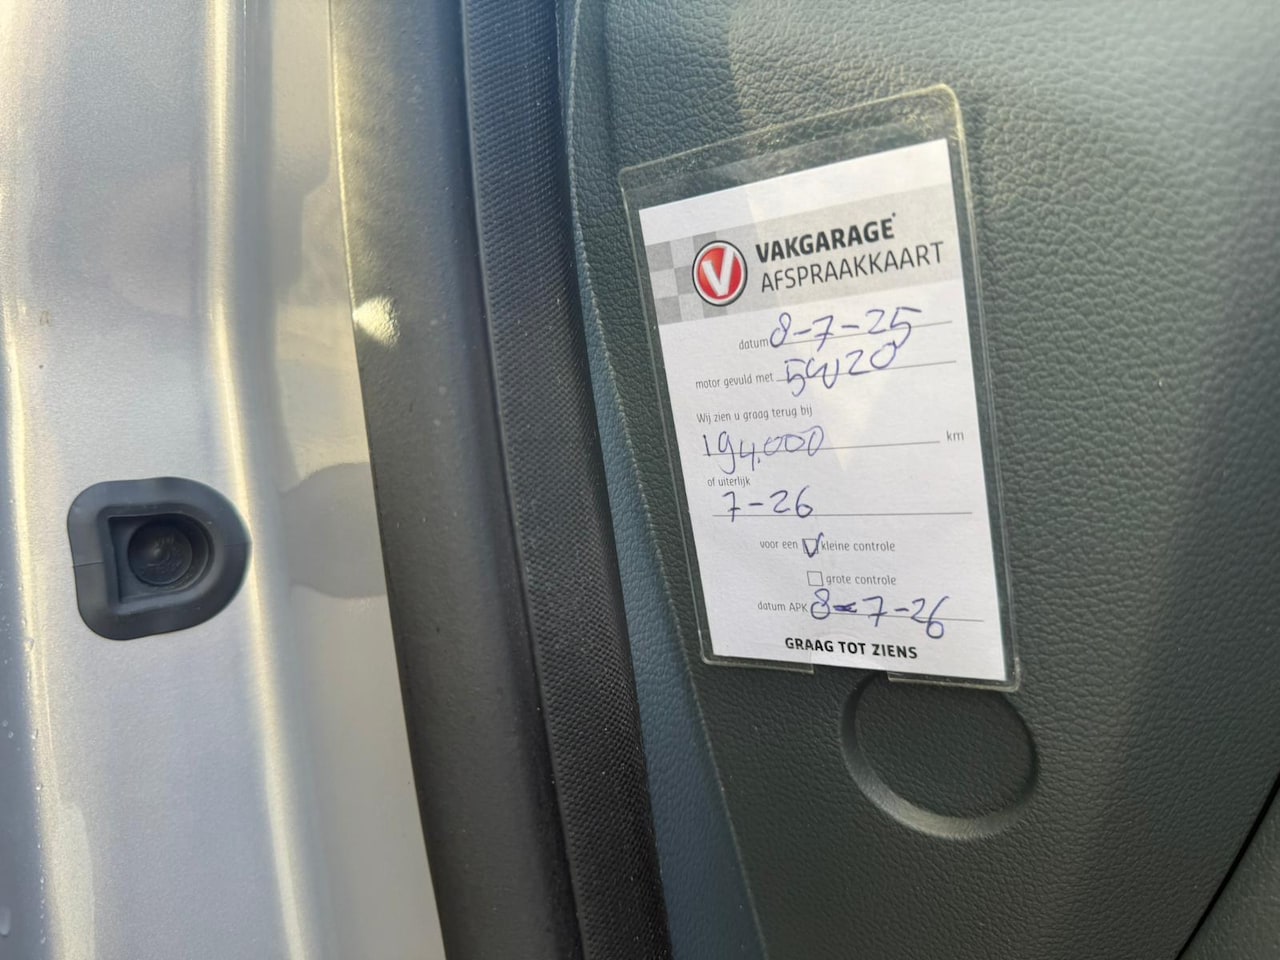 V VAKGARAGE
AFSPRAAKKAART
datum 8-7-25
motor gevuld met 5W20
Wij zien u graag terug bij
194.000 km
of uiterlijk
7-26
voor een kleine controle
grote controle
datum APK 8-7-26
GRAAG TOT ZIENS